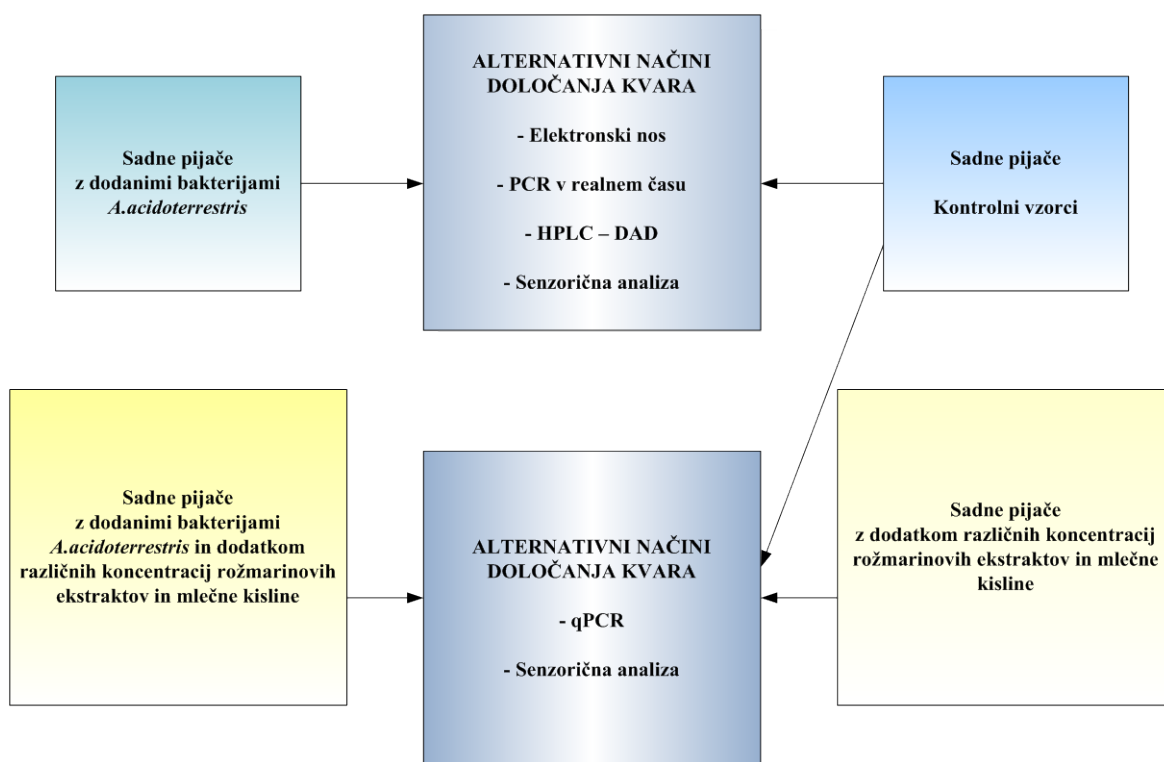 Sadne pijače
z dodanimi bakterijami
A.acidoterrestris
ALTERNATIVNI NAČINI
DOLOČANJA KVARA
- Elektronski nos
- PCR v realnem času
- HPLC – DAD
- Senzorična analiza
Sadne pijače
Kontrolni vzorci
Sadne pijače
z dodanimi bakterijami
A.acidoterrestris in dodatkom
različnih koncentracij rožmarinovih
ekstraktov in mlečne kisline
ALTERNATIVNI NAČINI
DOLOČANJA KVARA
- qPCR
- Senzorična analiza
Sadne pijače
z dodatkom različnih koncentracij
rožmarinovih ekstraktov in mlečne
kisline